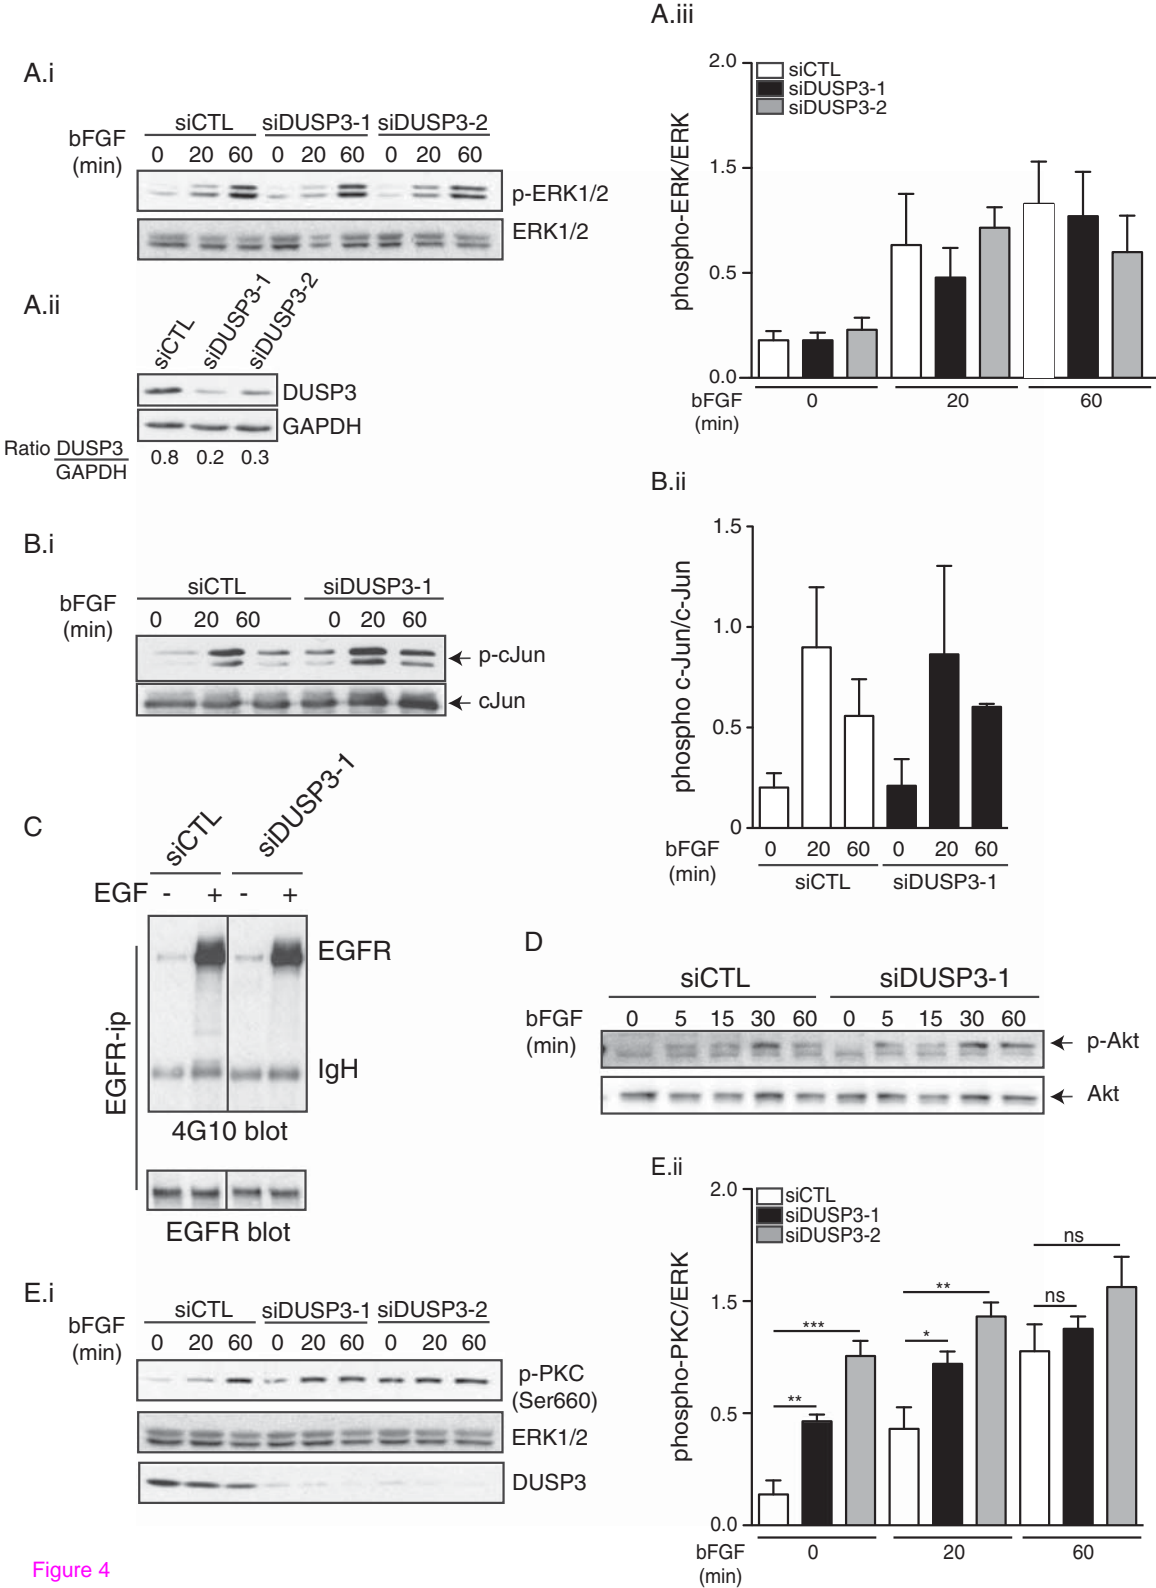 A.i
siCTL siDUSP3-1 siDUSP3-2
bFGF
(min)
0 20 60 0 20 60 0 20 60
p-ERK1/2
ERK1/2
A.ii
siCTL
siDUSP3-1
siDUSP3-2
DUSP3
GAPDH
Ratio DUSP3
GAPDH
0.8 0.2 0.3
A.iii
siCTL
siDUSP3-1
siDUSP3-2
phospho-ERK/ERK
2.0
1.5
0.5
0.0
bFGF
(min)
0 20 60
B.i
siCTL siDUSP3-1
bFGF
(min)
0 20 60 0 20 60
p-cJun
cJun
B.ii
phospho c-Jun/c-Jun
1.5
1.0
0.5
0
bFGF
(min)
0 20 60 0 20 60
siCTL siDUSP3-1
C
siCTL
siDUSP3-1
EGF - + - +
EGFR
IgH
EGFR-ip
4G10 blot
EGFR blot
D
siCTL siDUSP3-1
bFGF
(min)
0 5 15 30 60 0 5 15 30 60
p-Akt
Akt
E.i
siCTL siDUSP3-1 siDUSP3-2
bFGF
(min)
0 20 60 0 20 60 0 20 60
p-PKC
(Ser660)
ERK1/2
DUSP3
E.ii
siCTL
siDUSP3-1
siDUSP3-2
phospho-PKC/ERK
2.0
1.5
0.5
0.0
**
***
*
**
ns
ns
bFGF
(min)
0 20 60
Figure 4